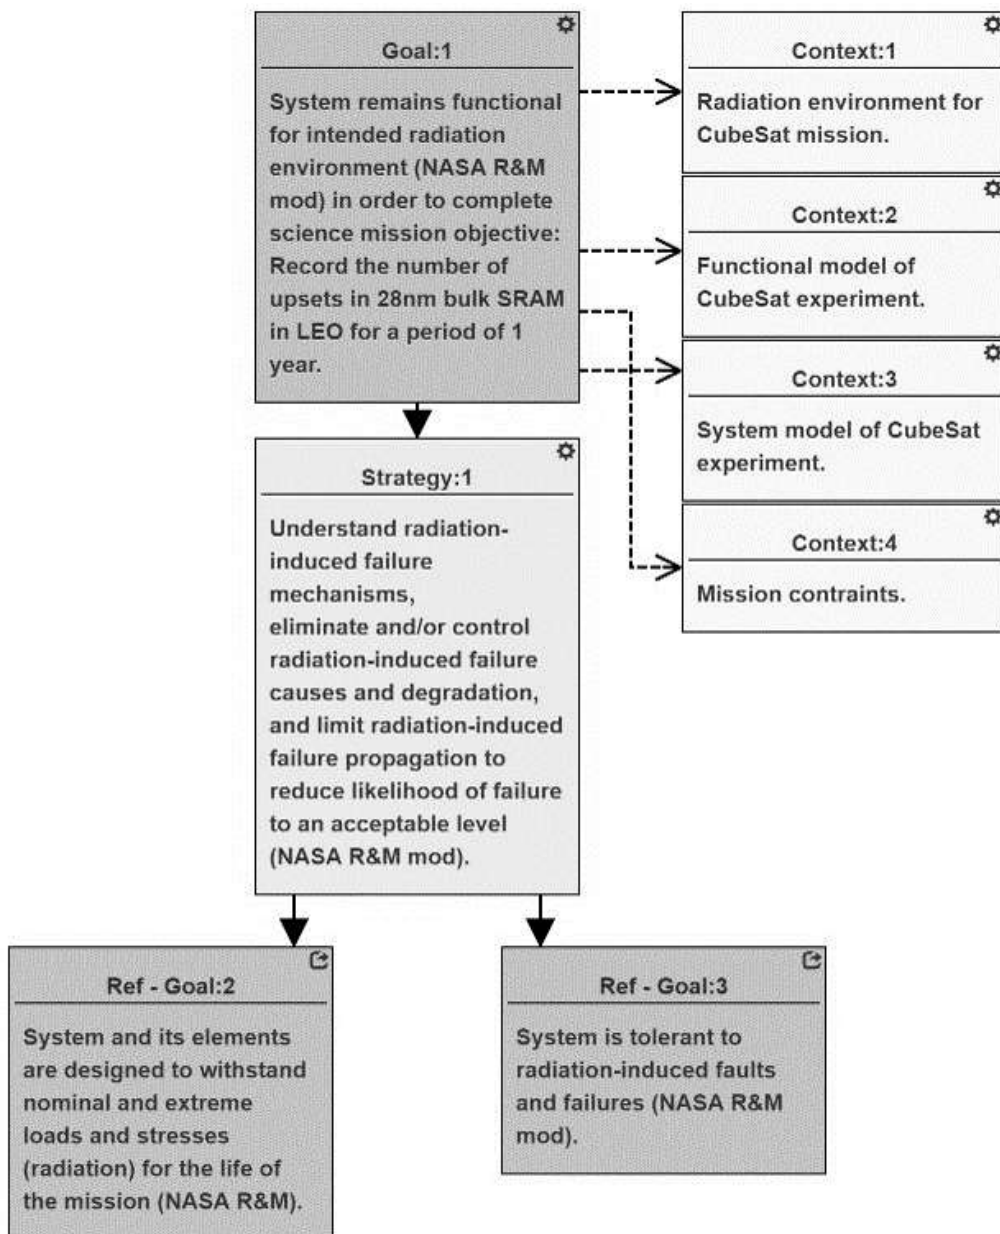 Goal:1
System remains functional
for intended radiation
environment (NASA R&M
mod) in order to complete
science mission objective:
Record the number of
upsets in 28nm bulk SRAM
in LEO for a period of 1
year.
Context:1
Radiation environment for
CubeSat mission.
Context:2
Functional model of
CubeSat experiment.
Context:3
System model of CubeSat
experiment.
Context:4
Mission contraints.
Strategy:1
Understand radiation-
induced failure
mechanisms,
eliminate and/or control
radiation-induced failure
causes and degradation,
and limit radiation-induced
failure propagation to
reduce likelihood of failure
to an acceptable level
(NASA R&M mod).
Ref - Goal:2
System and its elements
are designed to withstand
nominal and extreme
loads and stresses
(radiation) for the life of
the mission (NASA R&M).
Ref - Goal:3
System is tolerant to
radiation-induced faults
and failures (NASA R&M
mod).